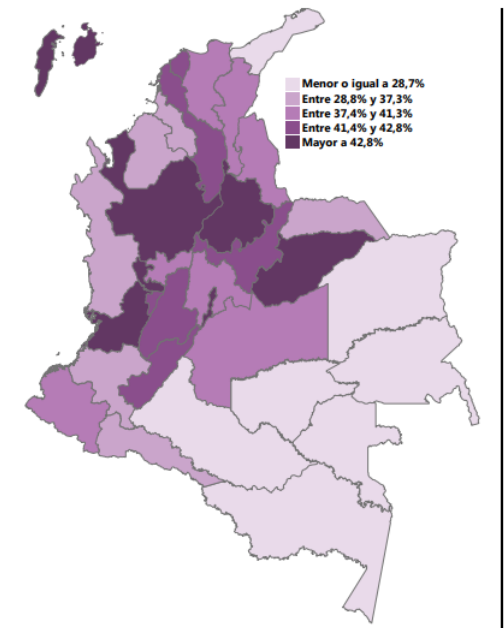 Menor o igual a 28,7%
Entre 28,8% y 37,3%
Entre 37,4% y 41,3%
Entre 41,4% y 42,8%
Mayor a 42,8%